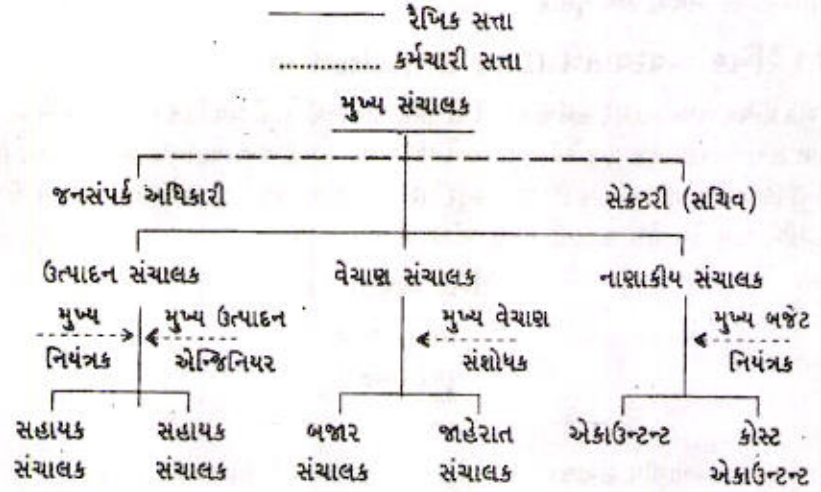 રૈખિક સત્તા
કર્મચારી સત્તા
મુખ્ય સંચાલક
જનસંપર્ક અધિકારી સેક્રેટરી (સચિવ)
ઉત્પાદન સંચાલક વેચાણ સંચાલક નાણાકીય સંચાલક
મુખ્ય મુખ્ય ઉત્પાદન મુખ્ય વેચાણ મુખ્ય બજેટ
નિયંત્રક એન્જિનિયર સંશોધક નિયંત્રક
સહાયક સહાયક બજાર જાહેરાત એકાઉન્ટન્ટ કોસ્ટ
સંચાલક સંચાલક સંચાલક સંચાલક એકાઉન્ટન્ટ